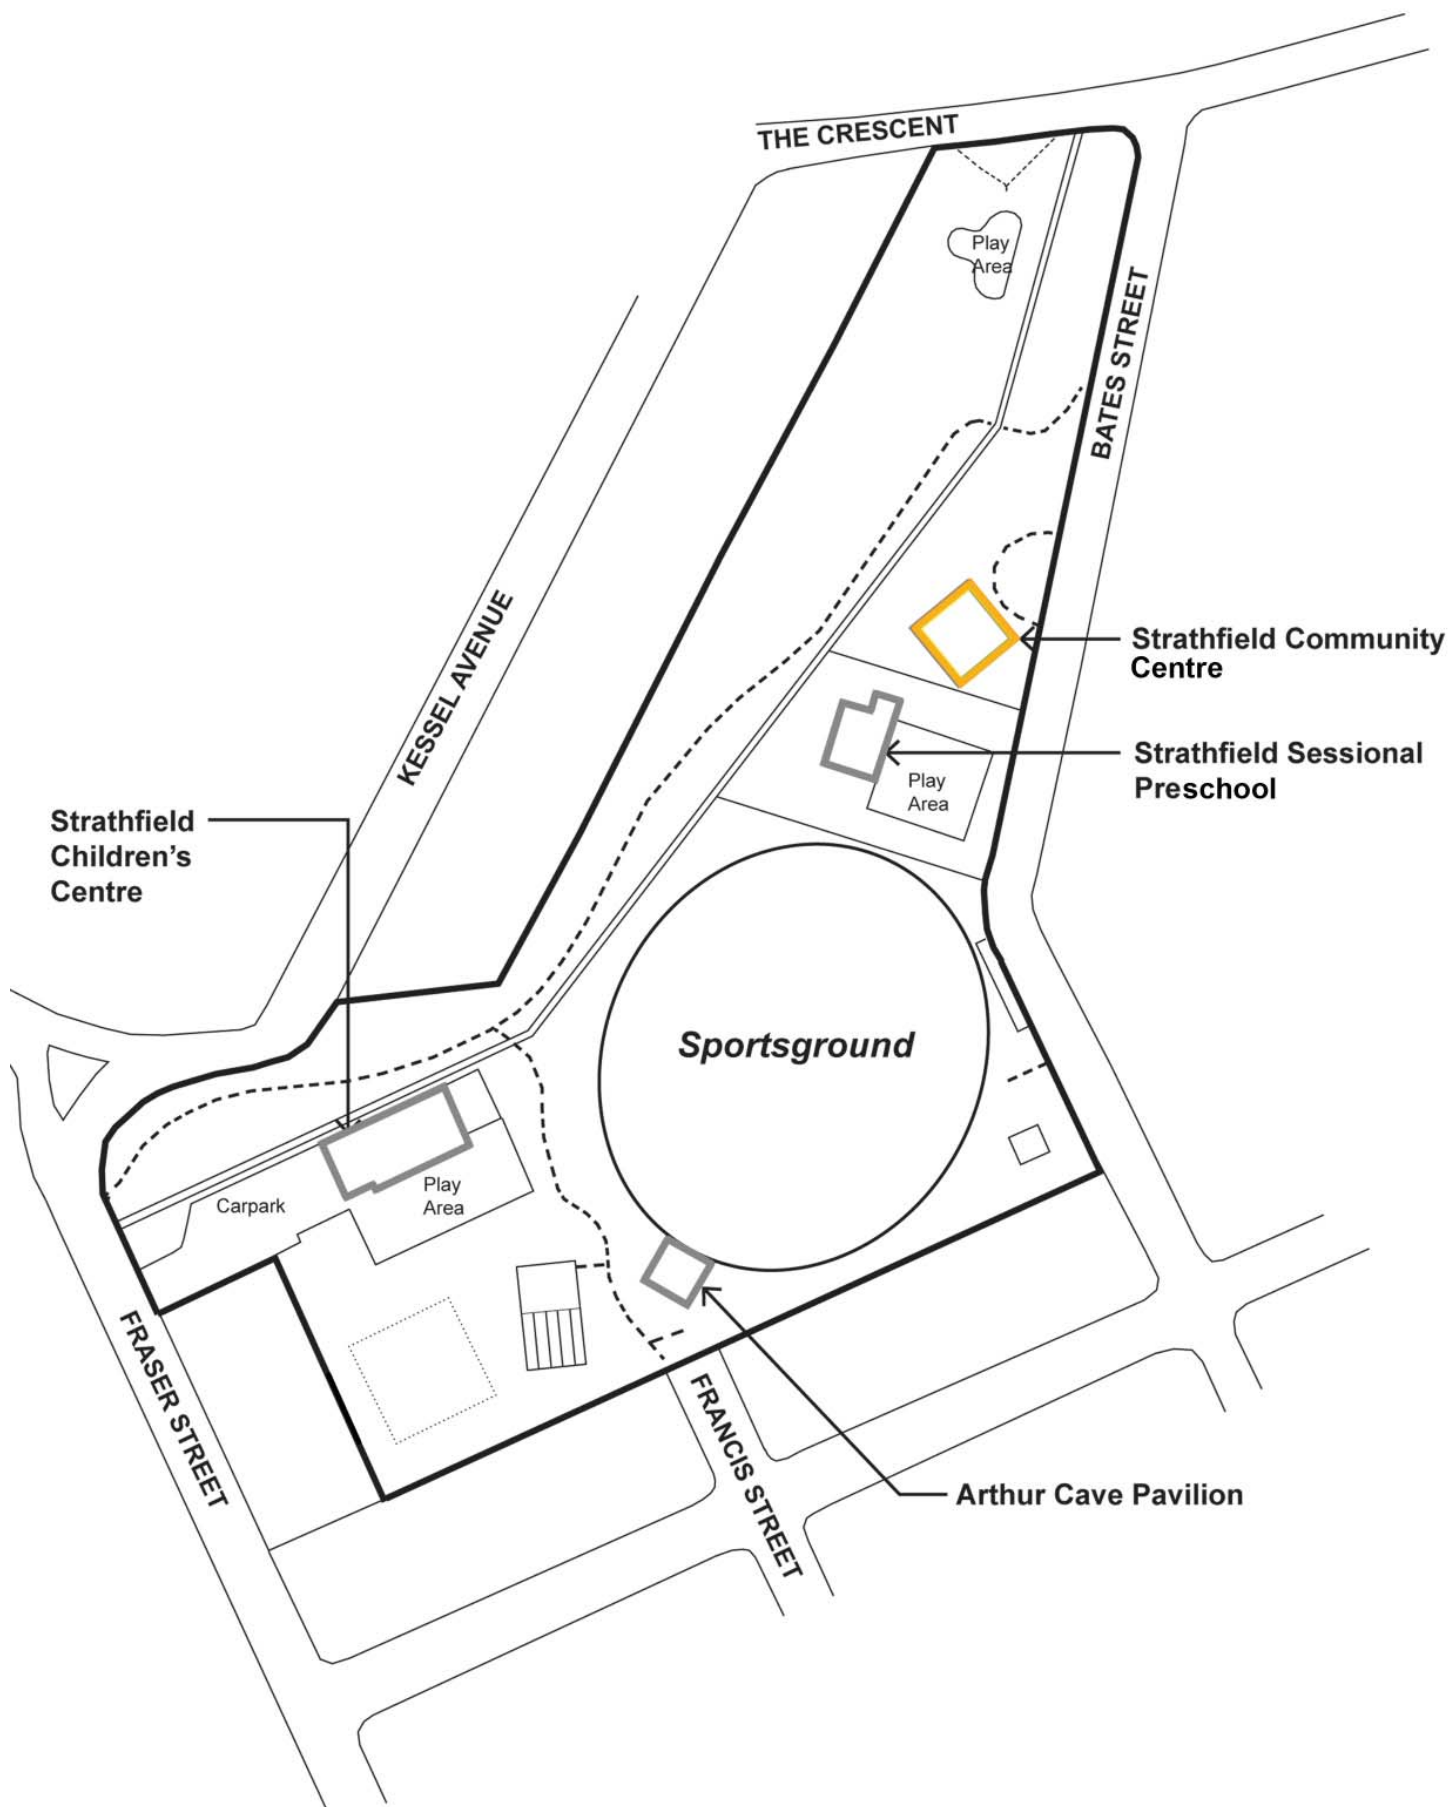 THE CRESCENT
Play
Area
BATES STREET
KESSEL AVENUE
Strathfield Community
Centre
Strathfield Sessional
Preschool
Play
Area
Strathfield
Children's
Centre
Sportsground
Play
Area
Carpark
FRASER STREET
FRANCIS STREET
Arthur Cave Pavilion